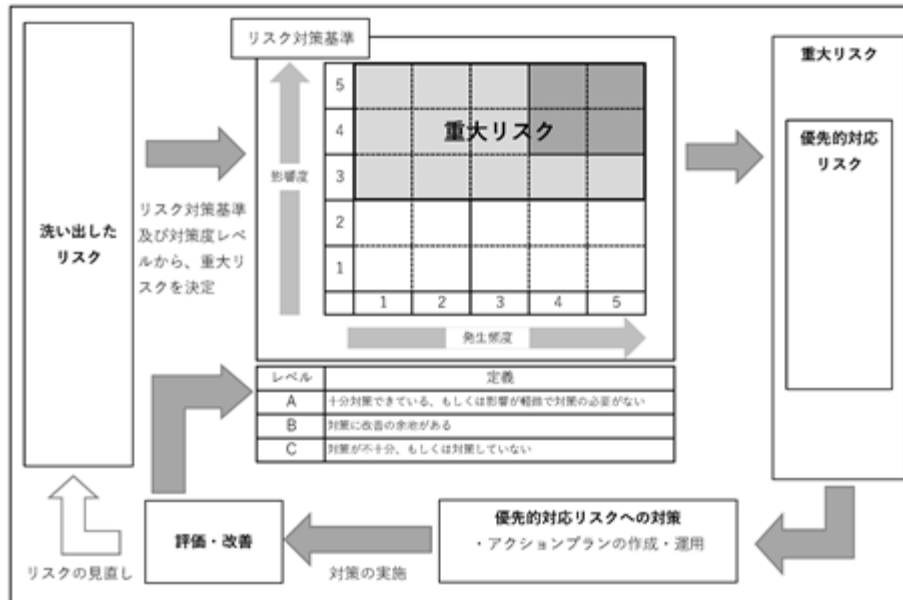 リスク対策基準
洗い出した
リスク
リスク対策基準
及び対策度レベ
ルから、重大リ
スクを決定
影響度
5
4
3
2
1
重大リスク
1 2 3 4 5
発生頻度
レベル 定義
A 十分対策できている、もしくは影響が軽微で対策の必要がない
B 対策に改善の余地がある
C 対策が不十分、もしくは対策していない
重大リスク
優先的対応
リスク
優先的対応リスクへの対策
・アクションプランの作成・運用
対策の実施
評価・改善
リスクの見直し